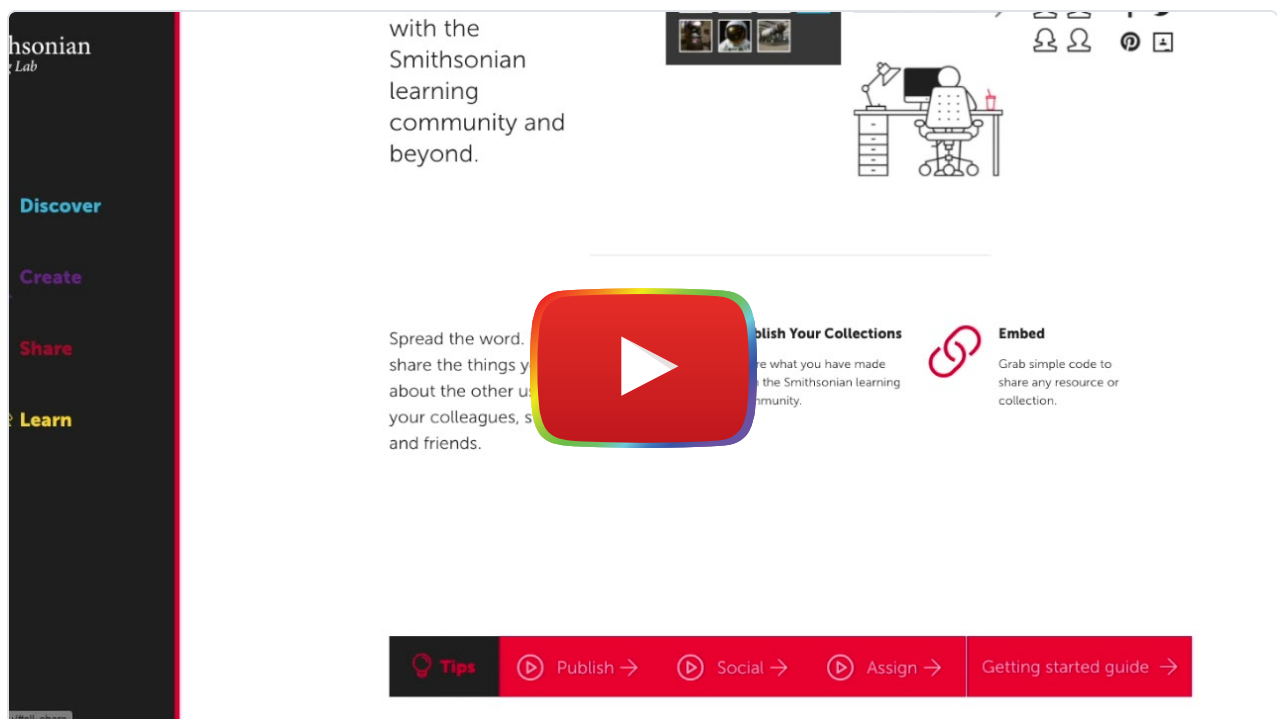 hsonian
Lab
Discover
Create
Share
Learn
with the
Smithsonian
learning
community and
beyond.
Spread the word.
share the things y
about the other u
your colleagues, s
and friends.
blish Your Collections
re what you have made
the Smithsonian learning
mmunity.
Embed
Grab simple code to
share any resource or
collection.
Tips
Publish →
Social →
Assign →
Getting started guide →